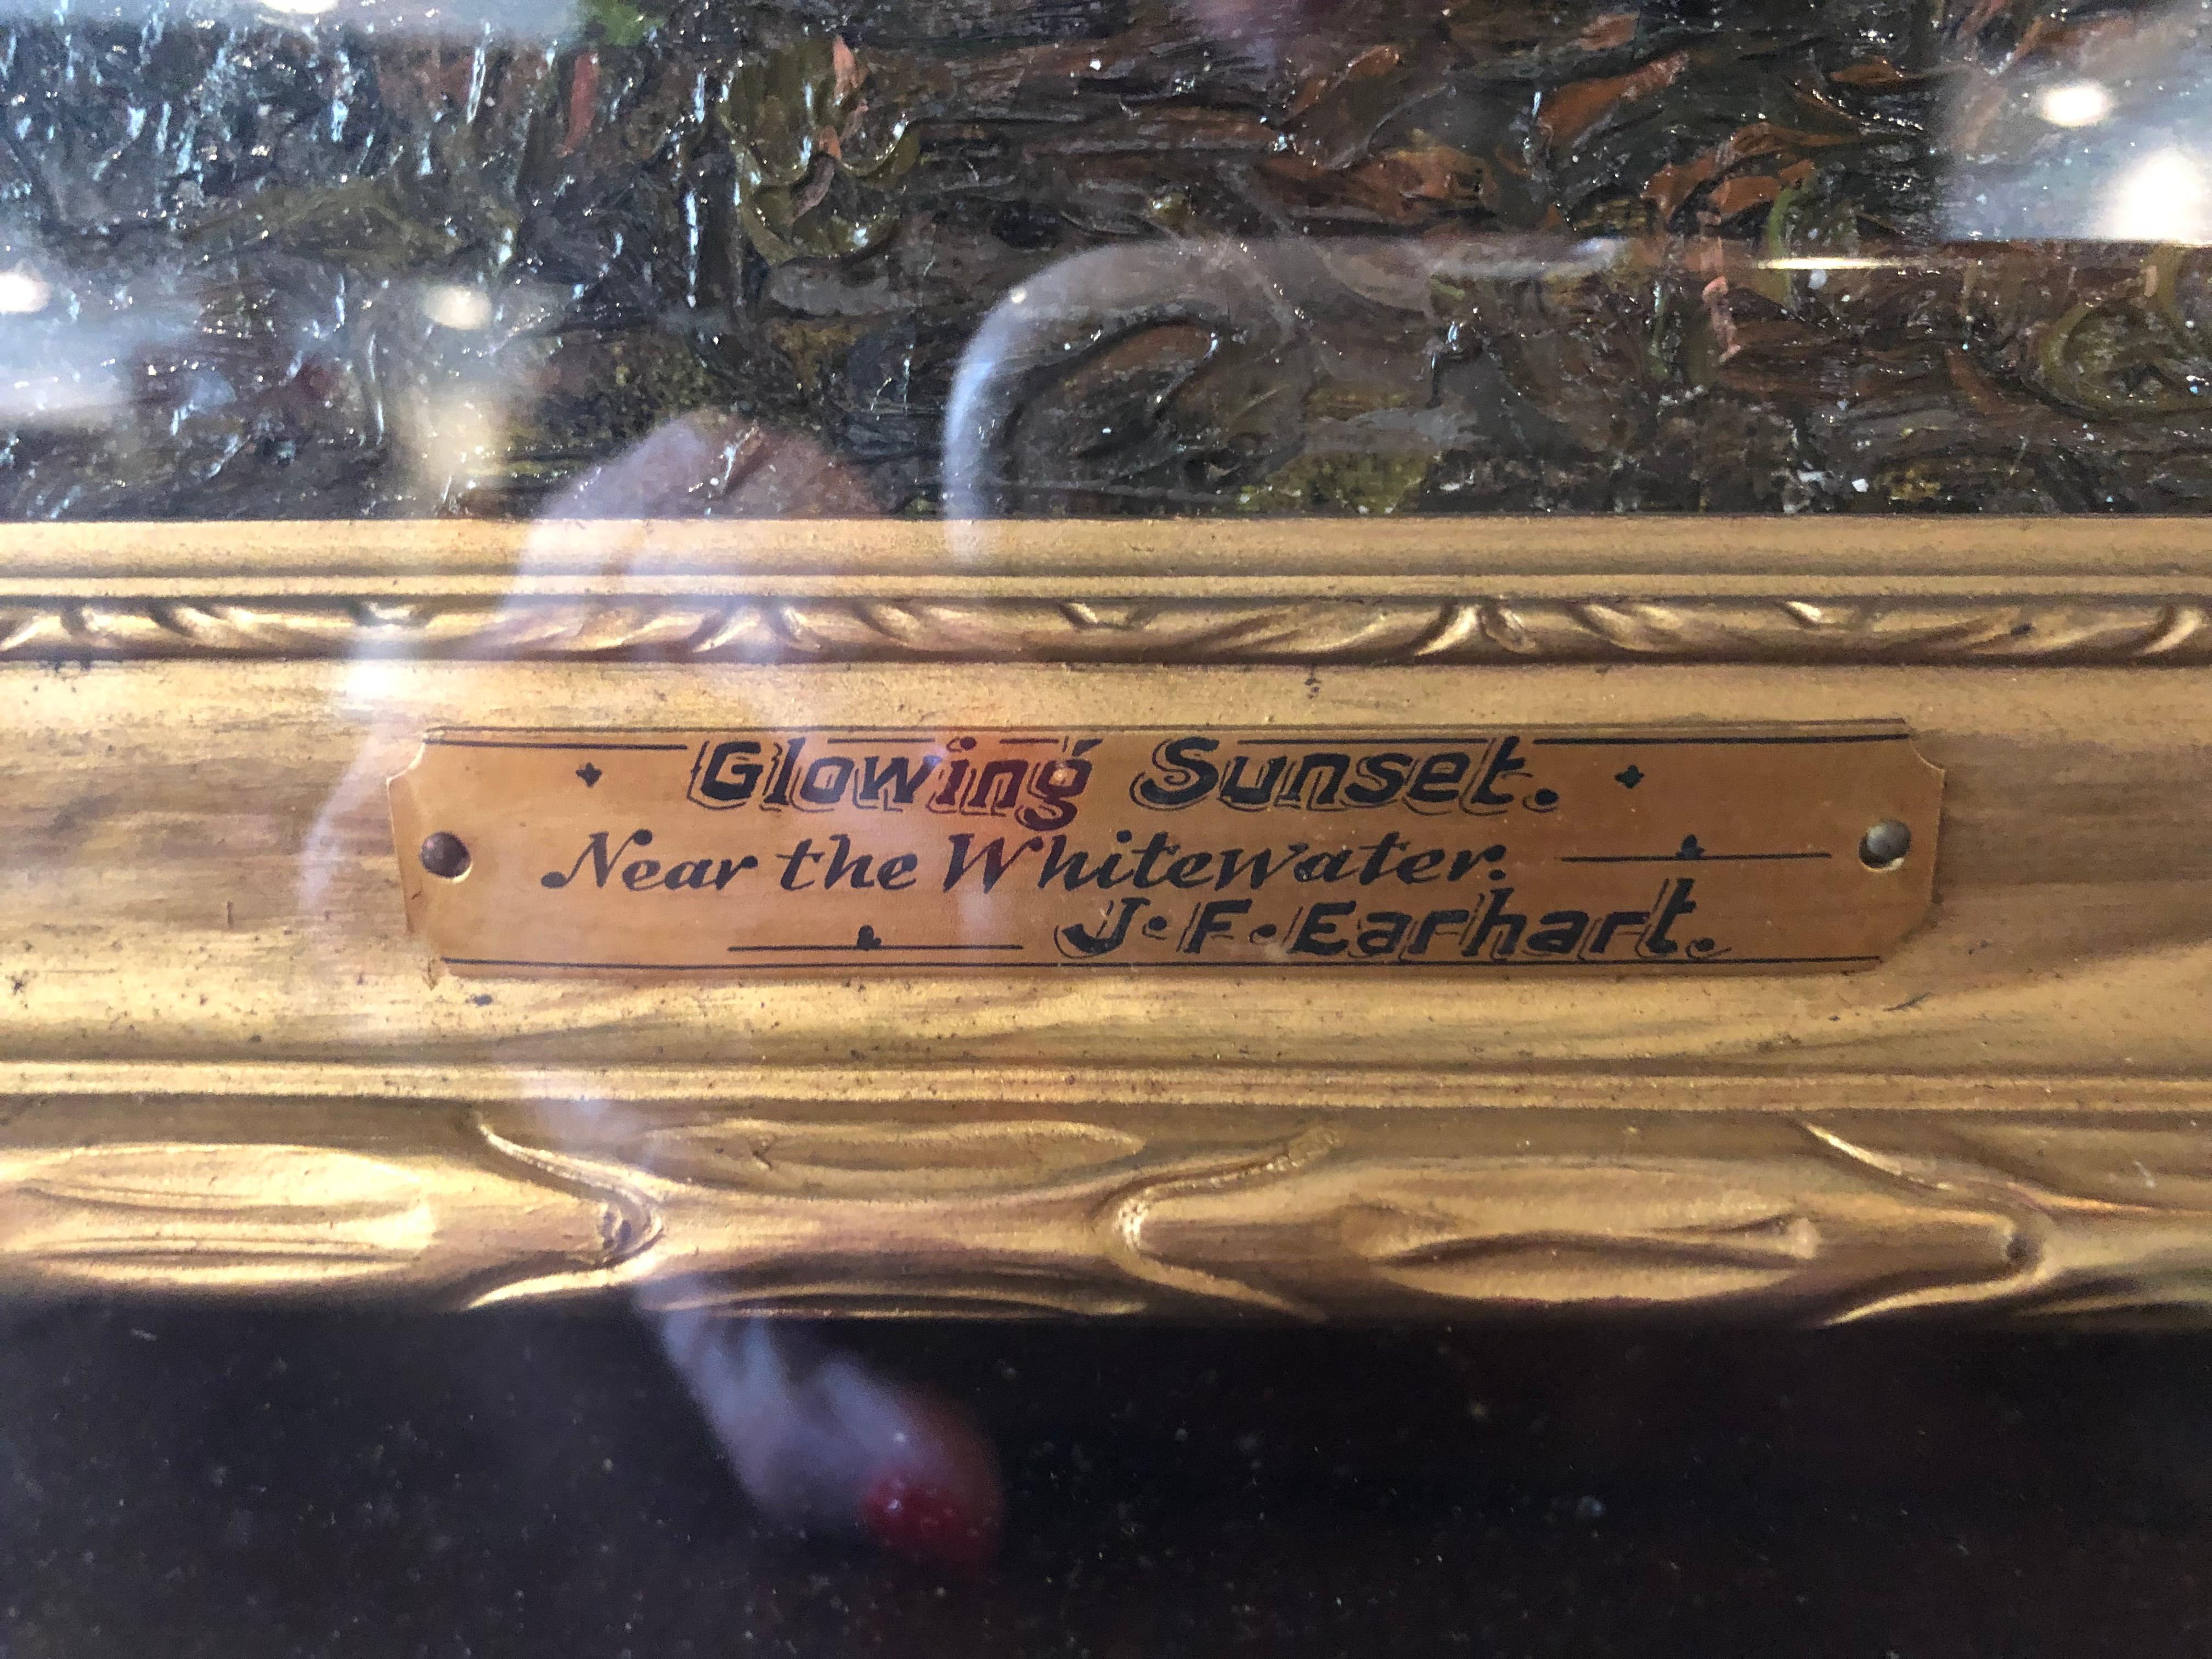 Glowing Sunset.
Near the Whitewater.
J. F. Earhart.